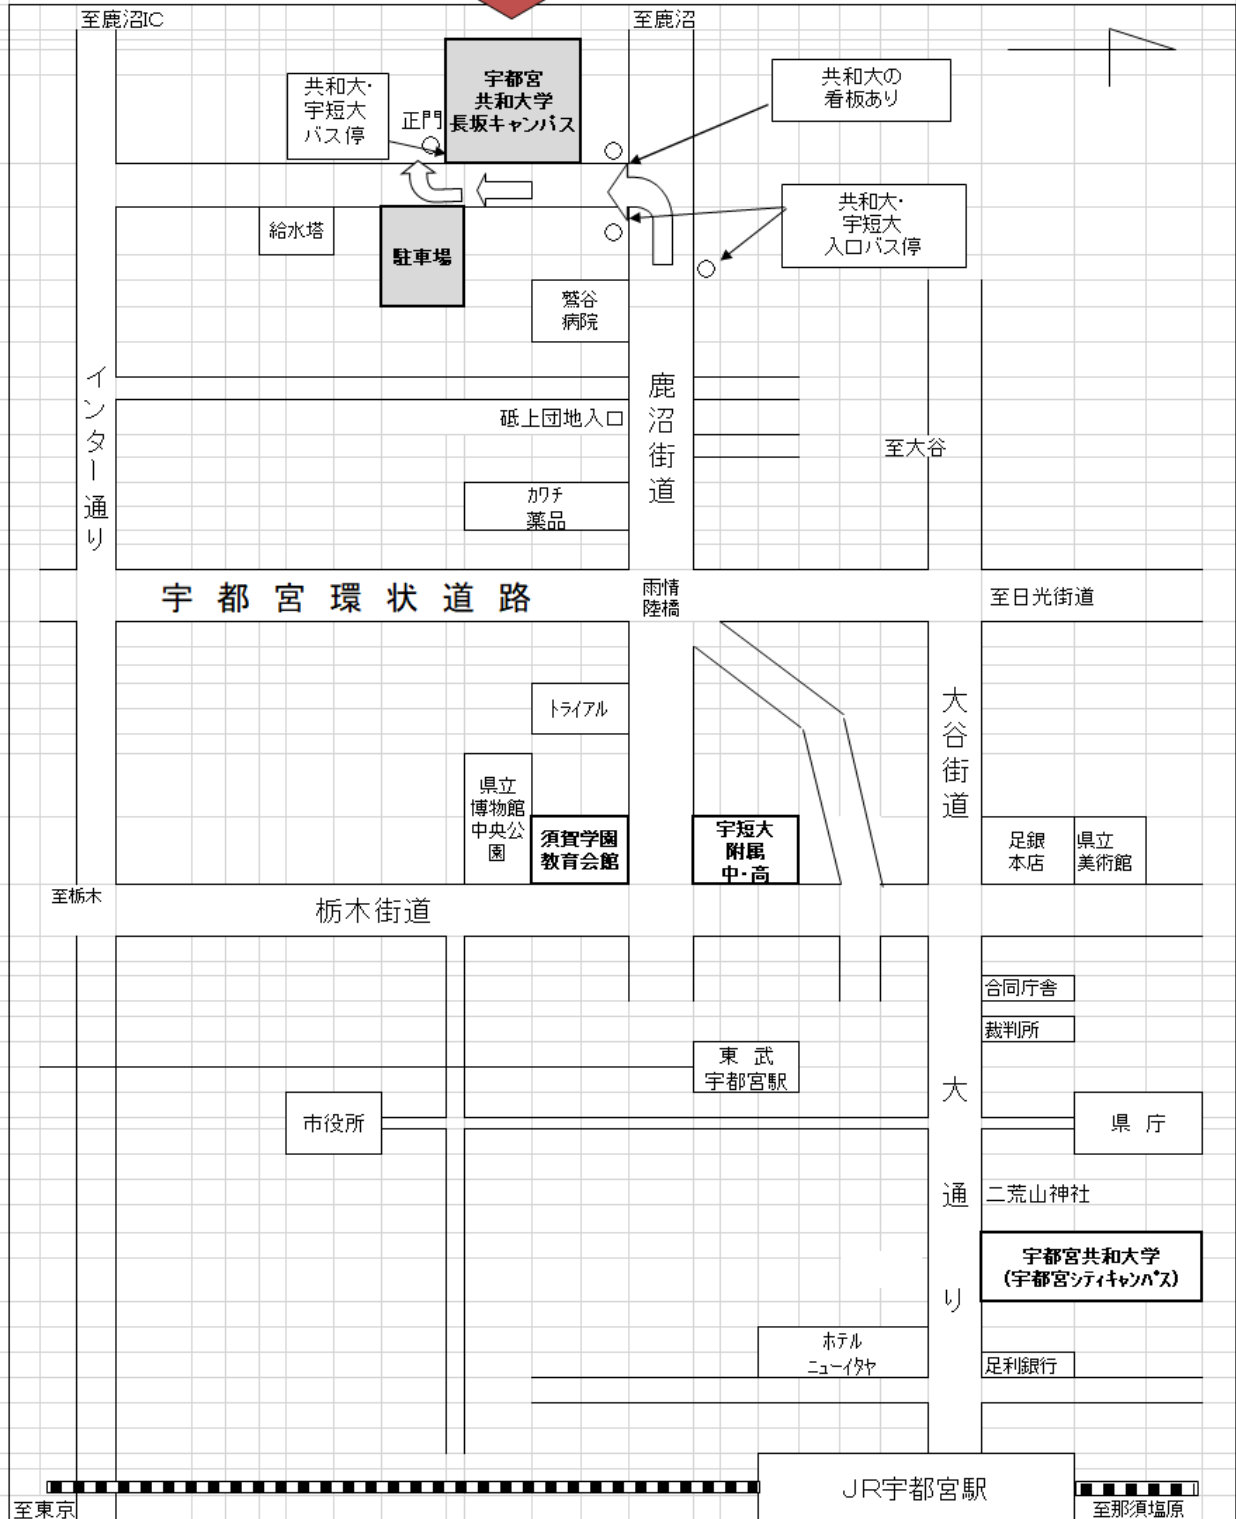 至鹿沼IC
至鹿沼
宇都宮
共和大学
長坂キャンパス
共和大・
宇短大
バス停
正門
共和大の
看板あり
共和大・
宇短大
入口バス停
給水塔
駐車場
鷲谷
病院
インター通り
鹿沼街道
砥上団地入口
至大谷
カワチ
薬品
宇都宮環状道路
雨情
陸橋
至日光街道
トライアル
大谷街道
県立
博物館
中央公
園
須賀学園
教育会館
宇短大
附属
中・高
足銀
本店
県立
美術館
至栃木
栃木街道
合同庁舎
裁判所
東 武
宇都宮駅
大通り
市役所
県 庁
二荒山神社
宇都宮共和大学
(宇都宮シティキャンパス)
ホテル
ニューイタヤ
足利銀行
JR宇都宮駅
至東京
至那須塩原